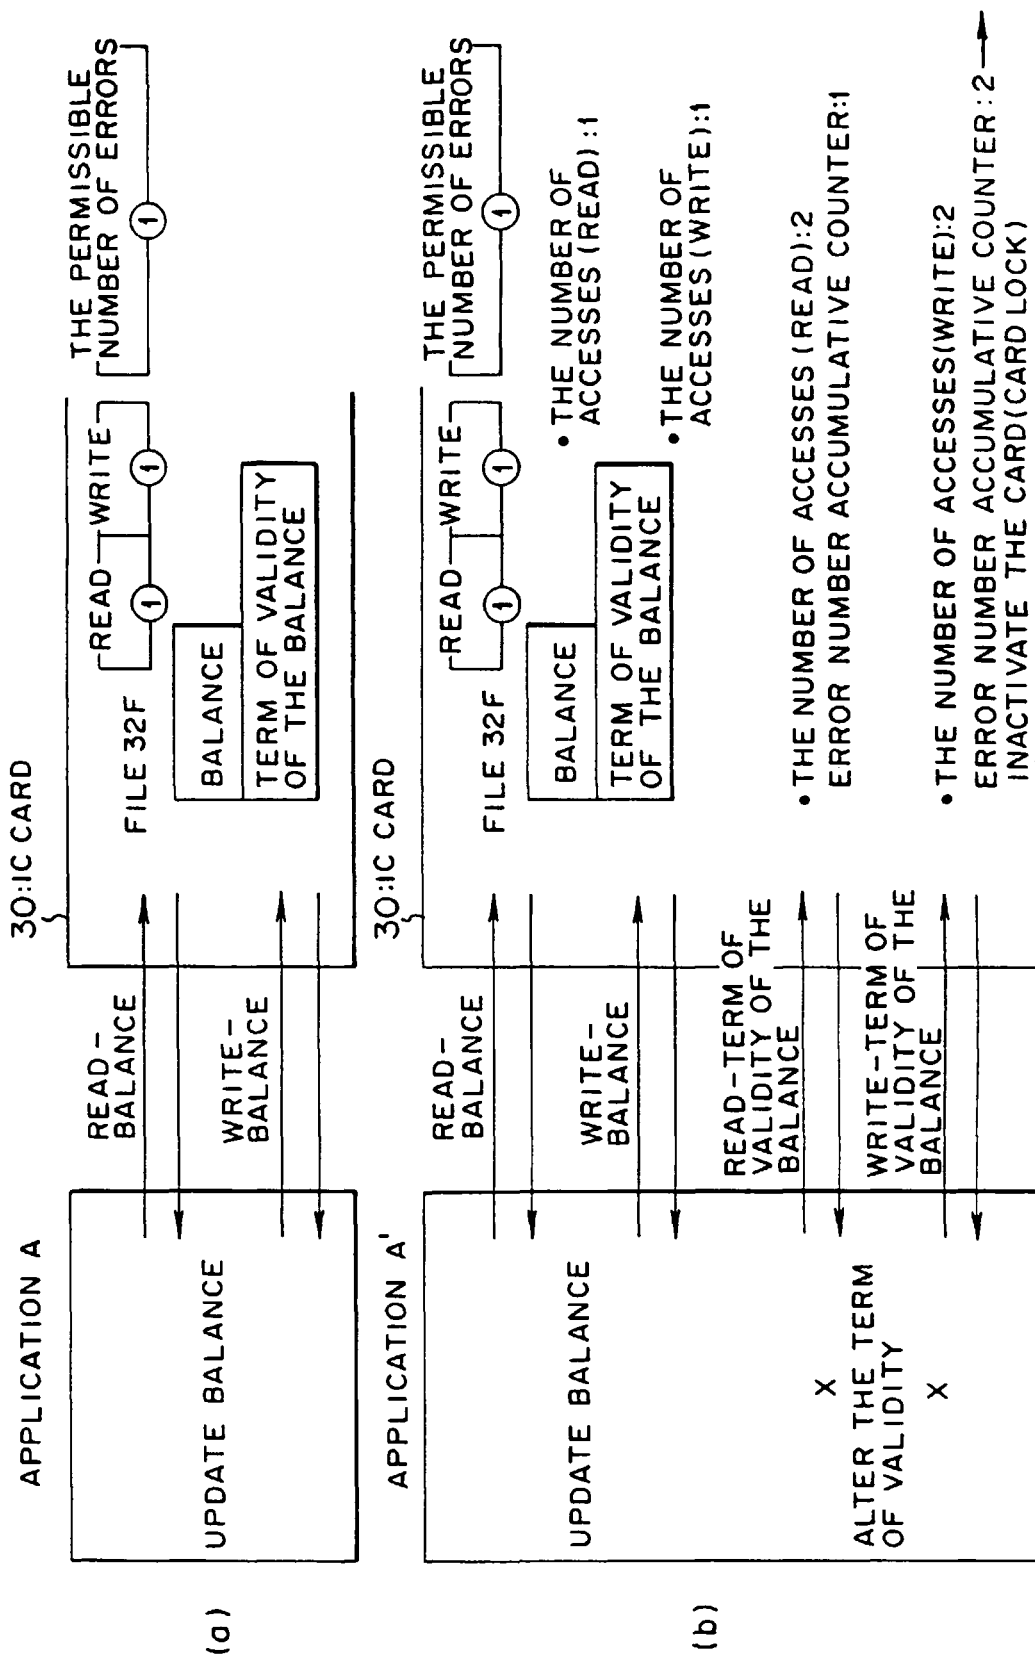 (a)
APPLICATION A
UPDATE BALANCE
READ-
BALANCE
WRITE-
BALANCE
30:IC CARD
FILE 32F
READ
WRITE
1
1
THE PERMISSIBLE
NUMBER OF ERRORS
1
BALANCE
TERM OF VALIDITY
OF THE BALANCE
(b)
APPLICATION A'
UPDATE BALANCE
X
ALTER THE TERM
OF VALIDITY
X
READ-
BALANCE
WRITE-
BALANCE
READ-TERM OF
VALIDITY OF THE
BALANCE
WRITE-TERM OF
VALIDITY OF THE
BALANCE
30:IC CARD
FILE 32F
READ
WRITE
1
1
THE PERMISSIBLE
NUMBER OF ERRORS
1
BALANCE
TERM OF VALIDITY
OF THE BALANCE
• THE NUMBER OF
ACCESSES (READ):1
• THE NUMBER OF
ACCESSES (WRITE):1
• THE NUMBER OF ACCESSES (READ):2
ERROR NUMBER ACCUMULATIVE COUNTER:1
• THE NUMBER OF ACCESSES(WRITE):2
ERROR NUMBER ACCUMULATIVE COUNTER:2
INACTIVATE THE CARD(CARD LOCK)